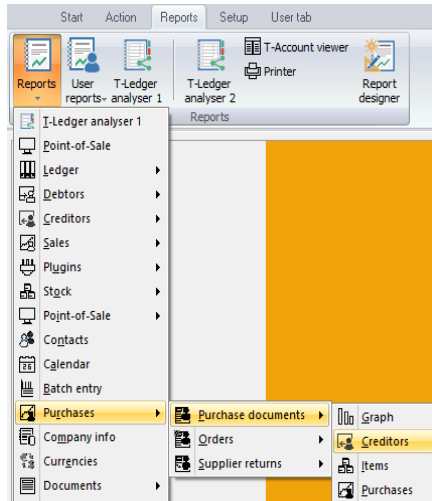 Start Action Reports Setup User tab
Reports
User reports
T-Ledger analyser 1
T-Ledger analyser 2
T-Account viewer
Printer
Report designer
Reports
T-Ledger analyser 1
Point-of-Sale
Ledger
Debtors
Creditors
Sales
Plugins
Stock
Point-of-Sale
Contacts
Calendar
Batch entry
Purchases
Company info
Currencies
Documents
Purchase documents
Orders
Supplier returns
Graph
Creditors
Items
Purchases